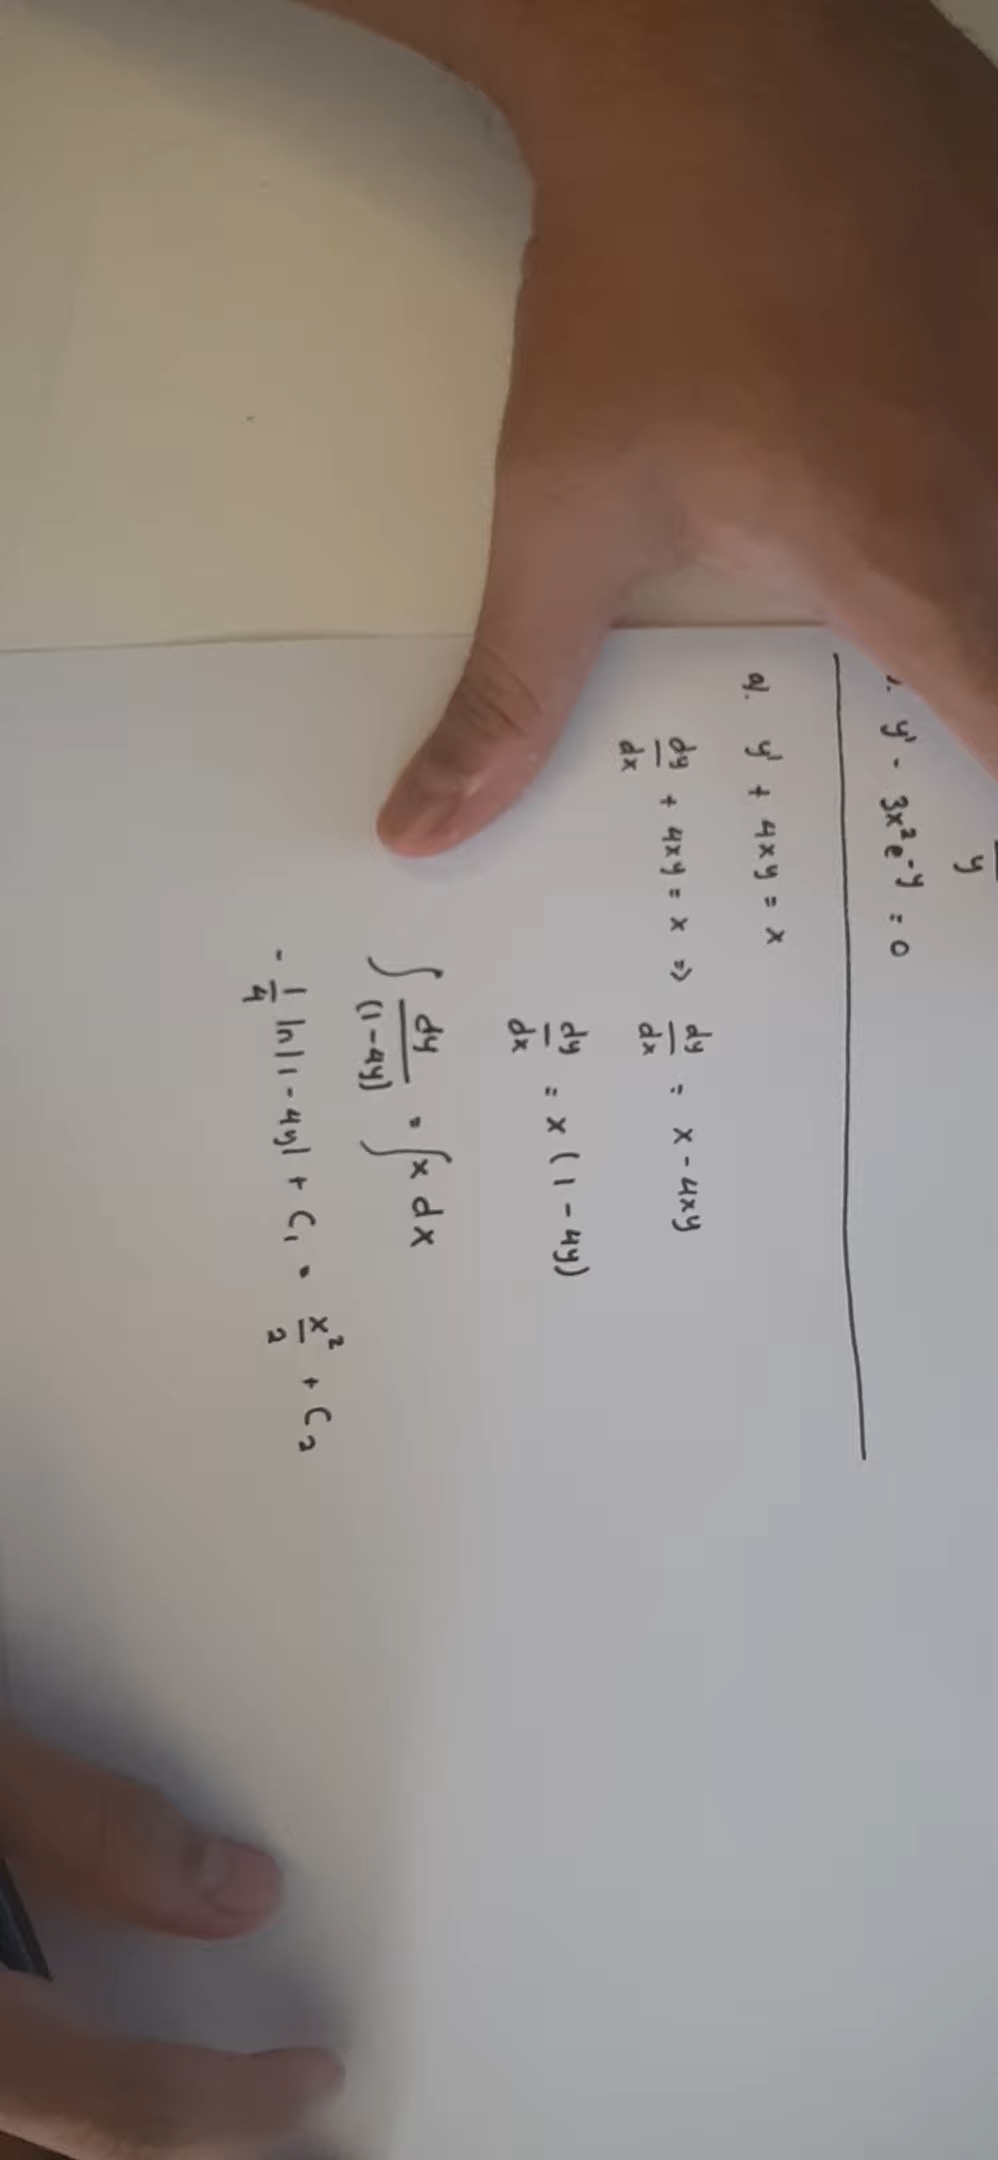 y
y' - 3x²e^-y = 0
a). y' + 4xy = x
dy/dx + 4xy = x => dy/dx = x - 4xy
dy/dx = x (1 - 4y)
∫ dy/(1-4y) = ∫ x dx
- 1/4 ln|1-4y| + C₁ = x²/2 + C₂